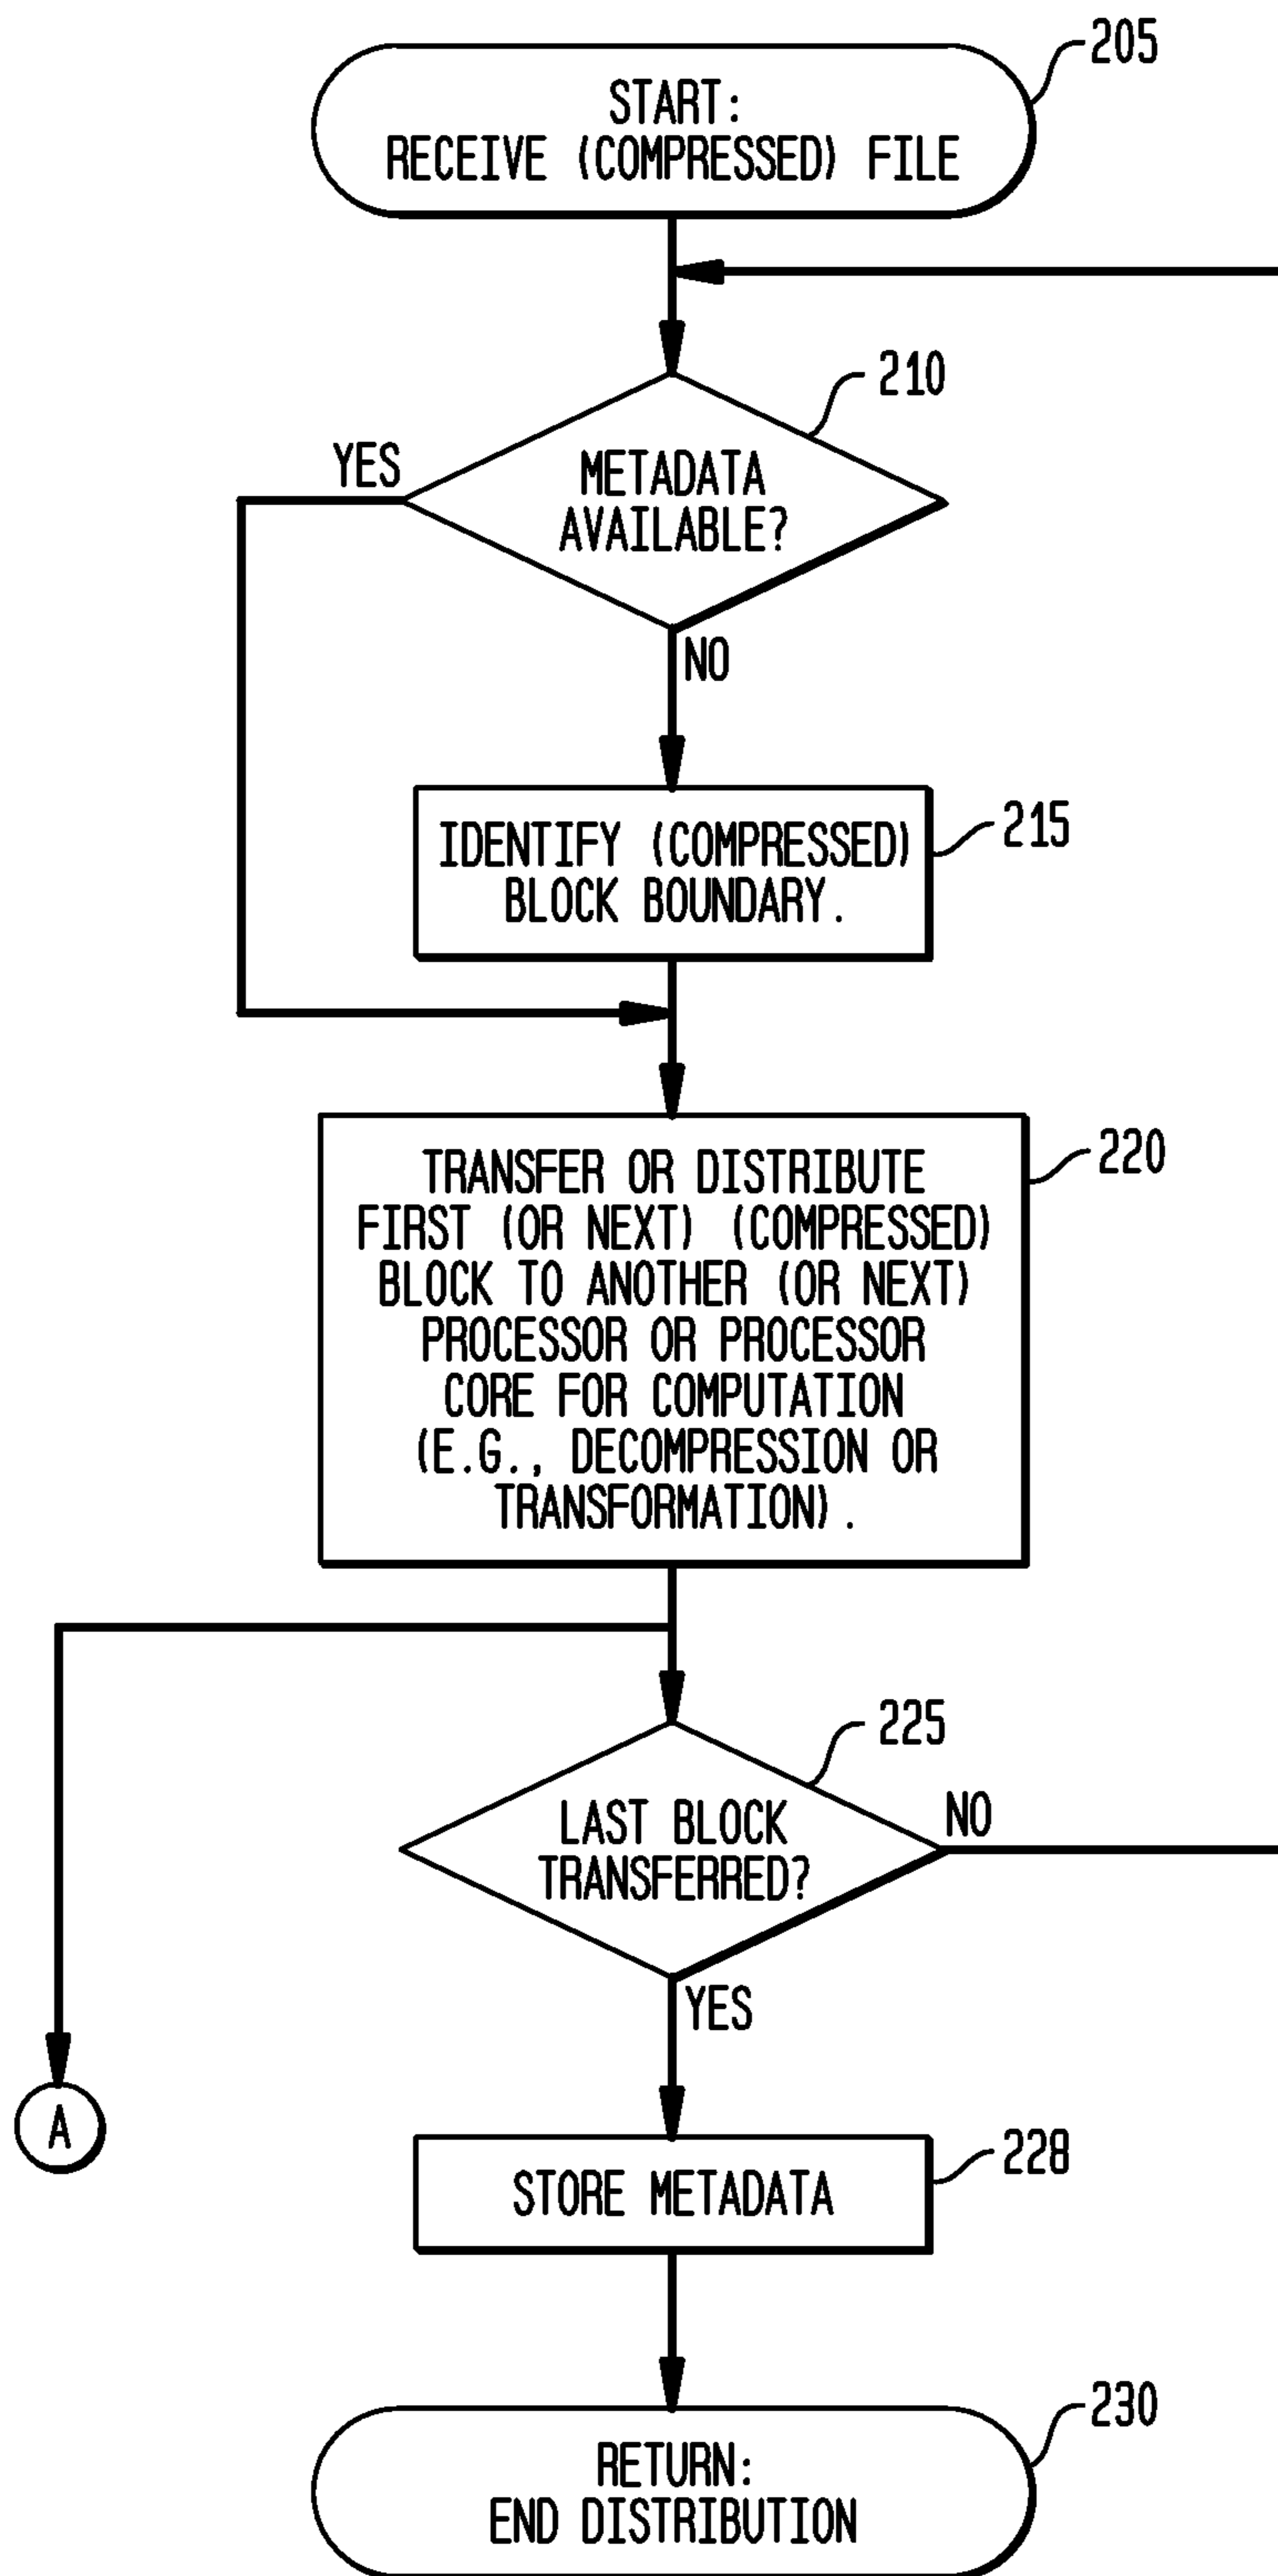 205
START:
RECEIVE (COMPRESSED) FILE
210
YES
METADATA
AVAILABLE?
NO
215
IDENTIFY (COMPRESSED)
BLOCK BOUNDARY.
220
TRANSFER OR DISTRIBUTE
FIRST (OR NEXT) (COMPRESSED)
BLOCK TO ANOTHER (OR NEXT)
PROCESSOR OR PROCESSOR
CORE FOR COMPUTATION
(E.G., DECOMPRESSION OR
TRANSFORMATION).
225
NO
LAST BLOCK
TRANSFERRED?
YES
A
228
STORE METADATA
230
RETURN:
END DISTRIBUTION